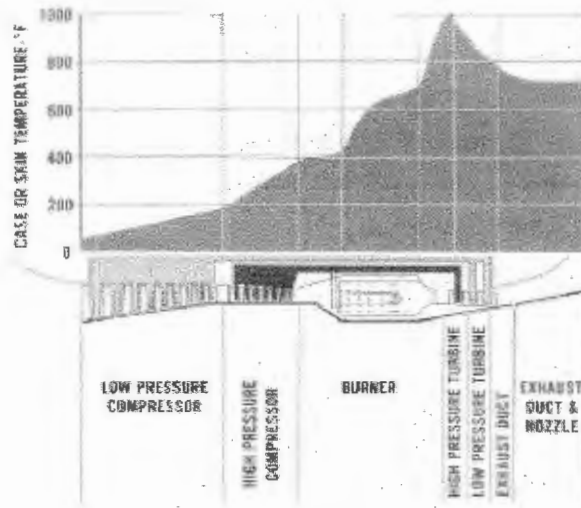 CASE OR SKIN TEMPERATURE-°F
1000
800
600
400
200
0
LOW PRESSURE
COMPRESSOR
HIGH PRESSURE
COMPRESSOR
BURNER
HIGH PRESSURE TURBINE
LOW PRESSURE TURBINE
EXHAUST DUCT
EXHAUST
DUCT &
NOZZLE